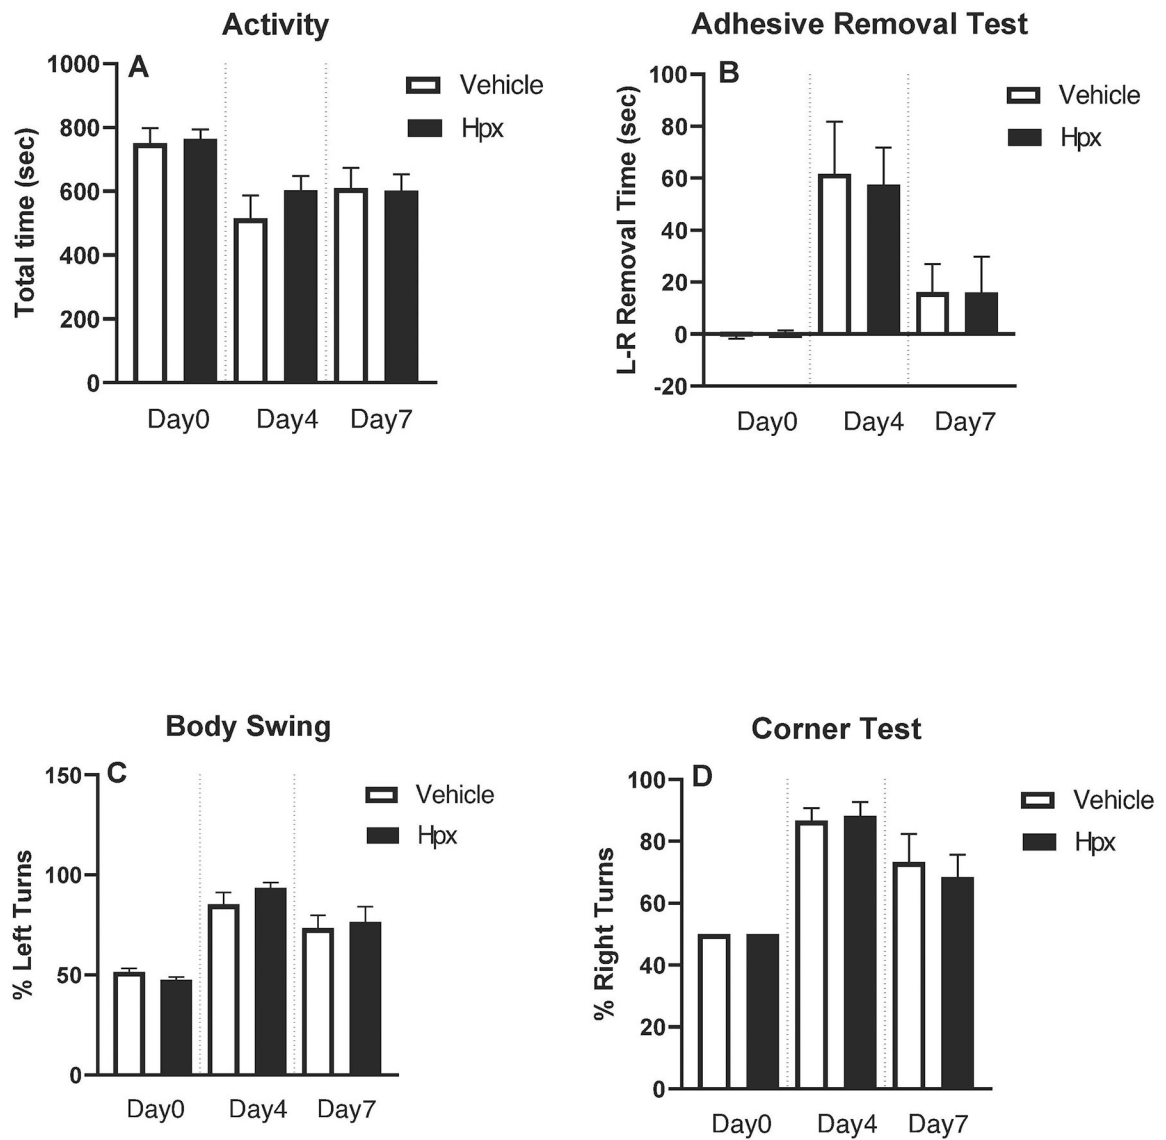 Activity
A
Total time (sec)
1000
800
600
400
200
0
Vehicle
Hpx
Day0 Day4 Day7
Adhesive Removal Test
B
L-R Removal Time (sec)
100
80
60
40
20
0
-20
Vehicle
Hpx
Day0 Day4 Day7
Body Swing
C
% Left Turns
150
100
50
0
Vehicle
Hpx
Day0 Day4 Day7
Corner Test
D
% Right Turns
100
80
60
40
20
0
Vehicle
Hpx
Day0 Day4 Day7